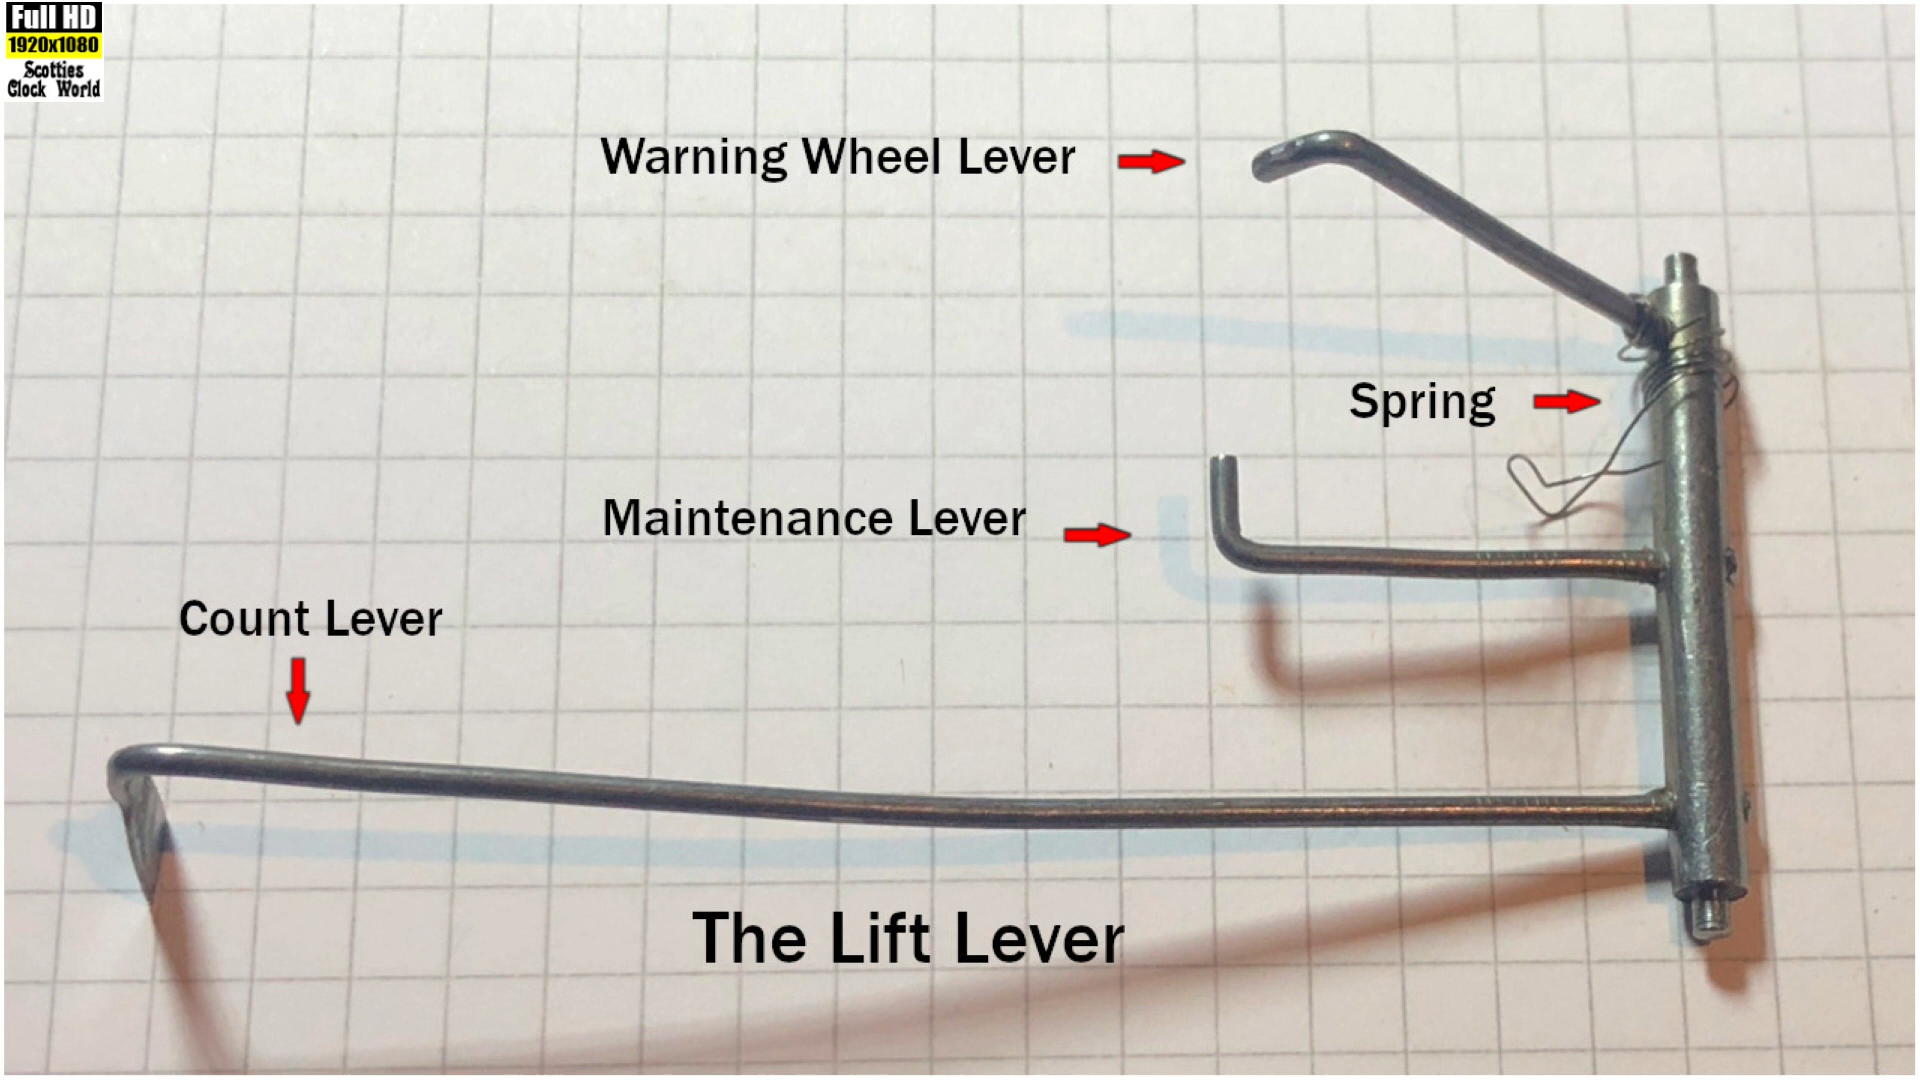 Full HD
1920x1080
Scotties
Clock World
Warning Wheel Lever
Spring
Maintenance Lever
Count Lever
The Lift Lever